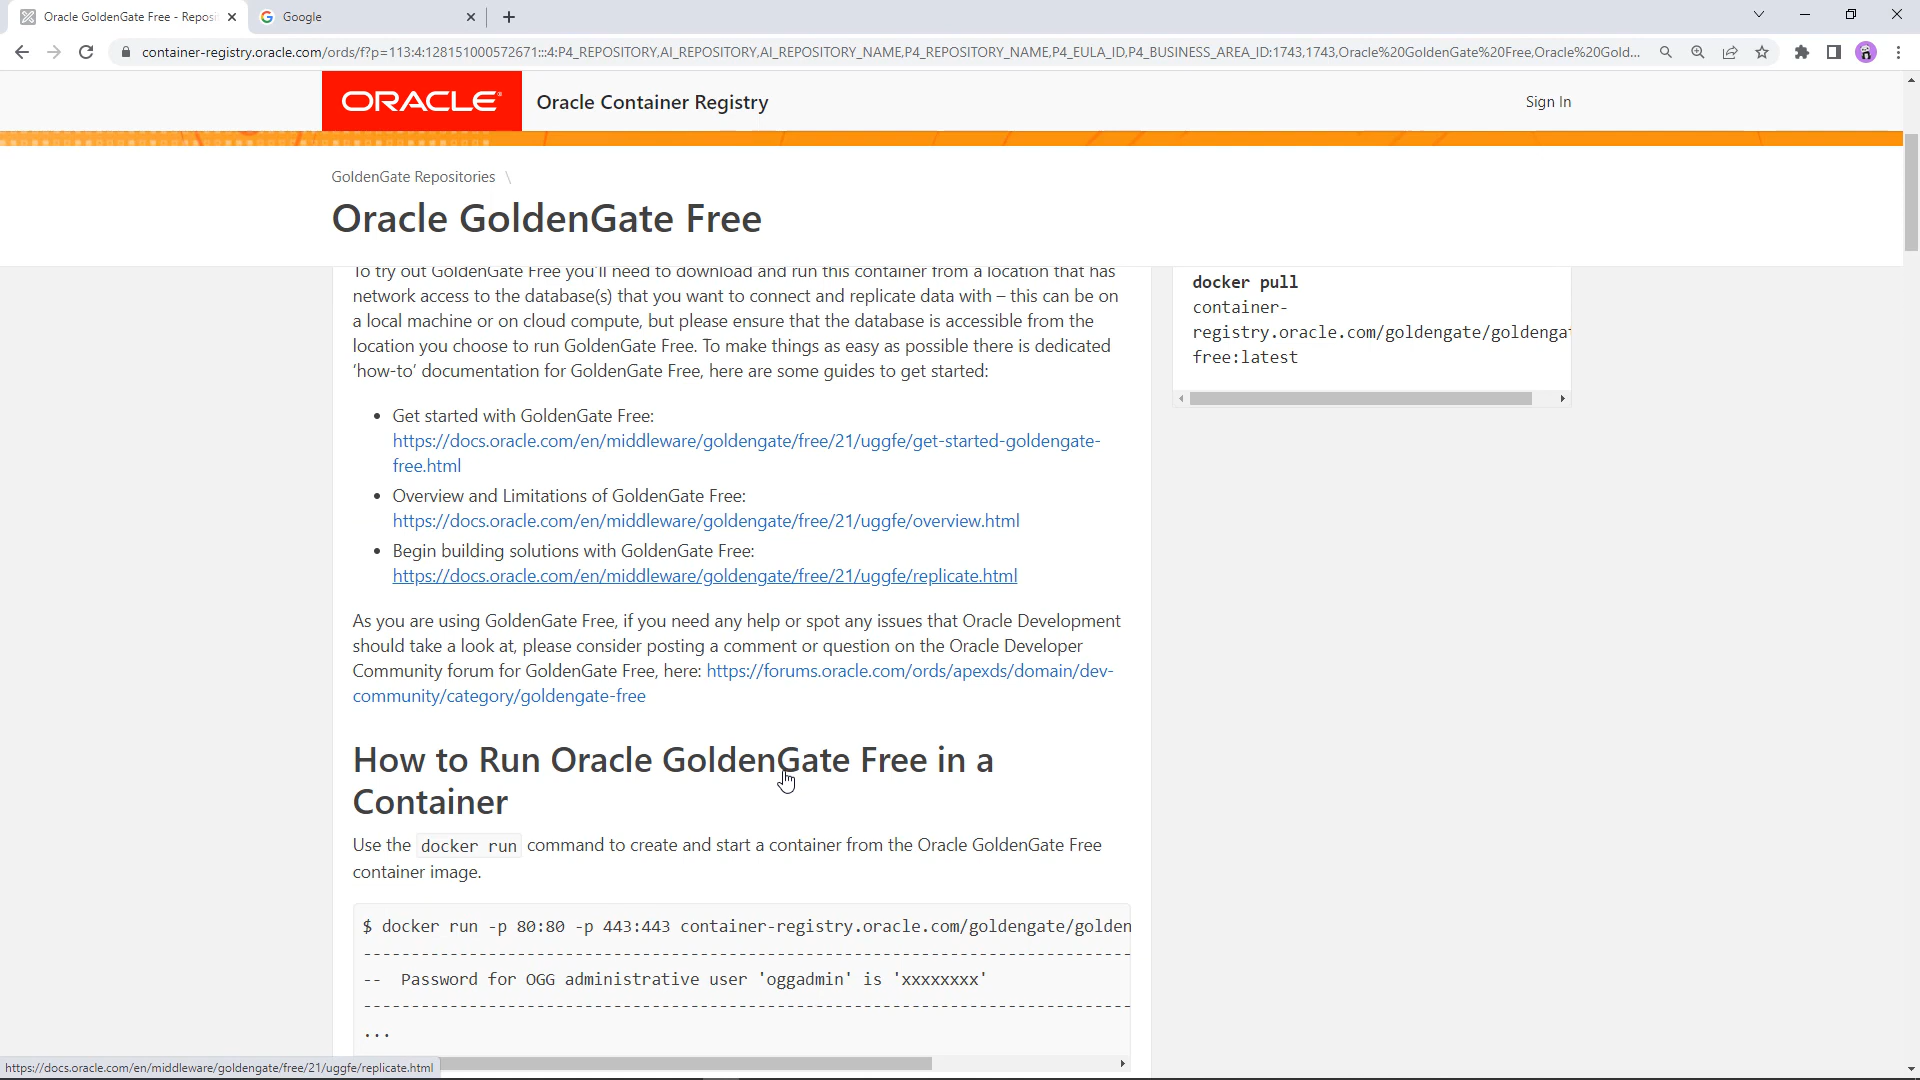 Oracle GoldenGate Free - Reposi
Google
container-registry.oracle.com/ords/f?p=113:4:128151000572671:::4:P4_REPOSITORY,AI_REPOSITORY,AI_REPOSITORY_NAME,P4_REPOSITORY_NAME,P4_EULA_ID,P4_BUSINESS_AREA_ID:1743,1743,Oracle%20GoldenGate%20Free,Oracle%20Gold...
ORACLE
Oracle Container Registry
Sign In
GoldenGate Repositories \
Oracle GoldenGate Free
To try out GoldenGate Free you'll need to download and run this container from a location that has
network access to the database(s) that you want to connect and replicate data with – this can be on
a local machine or on cloud compute, but please ensure that the database is accessible from the
location you choose to run GoldenGate Free. To make things as easy as possible there is dedicated
'how-to' documentation for GoldenGate Free, here are some guides to get started:
• Get started with GoldenGate Free:
https://docs.oracle.com/en/middleware/goldengate/free/21/uggfe/get-started-goldengate-
free.html
• Overview and Limitations of GoldenGate Free:
https://docs.oracle.com/en/middleware/goldengate/free/21/uggfe/overview.html
• Begin building solutions with GoldenGate Free:
https://docs.oracle.com/en/middleware/goldengate/free/21/uggfe/replicate.html
As you are using GoldenGate Free, if you need any help or spot any issues that Oracle Development
should take a look at, please consider posting a comment or question on the Oracle Developer
Community forum for GoldenGate Free, here: https://forums.oracle.com/ords/apexds/domain/dev-
community/category/goldengate-free
How to Run Oracle GoldenGate Free in a
Container
Use the docker run command to create and start a container from the Oracle GoldenGate Free
container image.
$ docker run -p 80:80 -p 443:443 container-registry.oracle.com/goldengate/golden
--------------------------------------------------------------------------------
-- Password for OGG administrative user 'oggadmin' is 'xxxxxxxx'
--------------------------------------------------------------------------------
...
docker pull
container-
registry.oracle.com/goldengate/goldengat
free:latest
https://docs.oracle.com/en/middleware/goldengate/free/21/uggfe/replicate.html